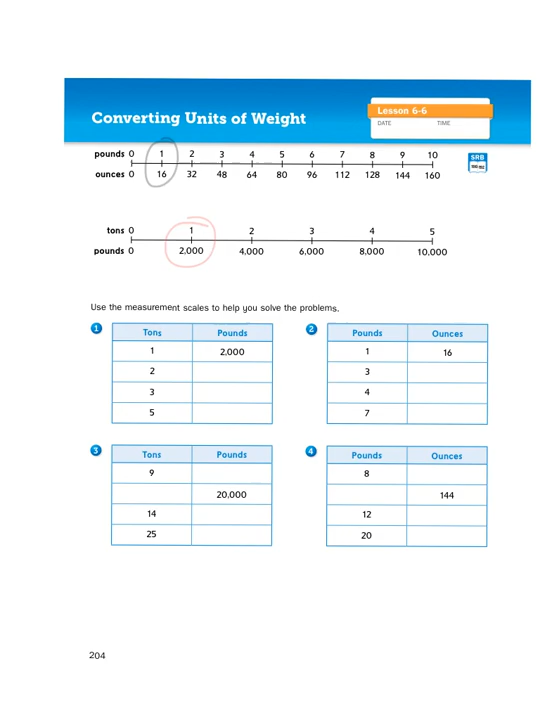 Converting Units of Weight
Lesson 6-6
DATE TIME
pounds 0 1 2 3 4 5 6 7 8 9 10
ounces 0 16 32 48 64 80 96 112 128 144 160
SRB
tons 0 1 2 3 4 5
pounds 0 2,000 4,000 6,000 8,000 10,000
Use the measurement scales to help you solve the problems.
1
Tons Pounds
1 2,000
2
3
5
2
Pounds Ounces
1 16
3
4
7
3
Tons Pounds
9
20,000
14
25
4
Pounds Ounces
8
144
12
20
204